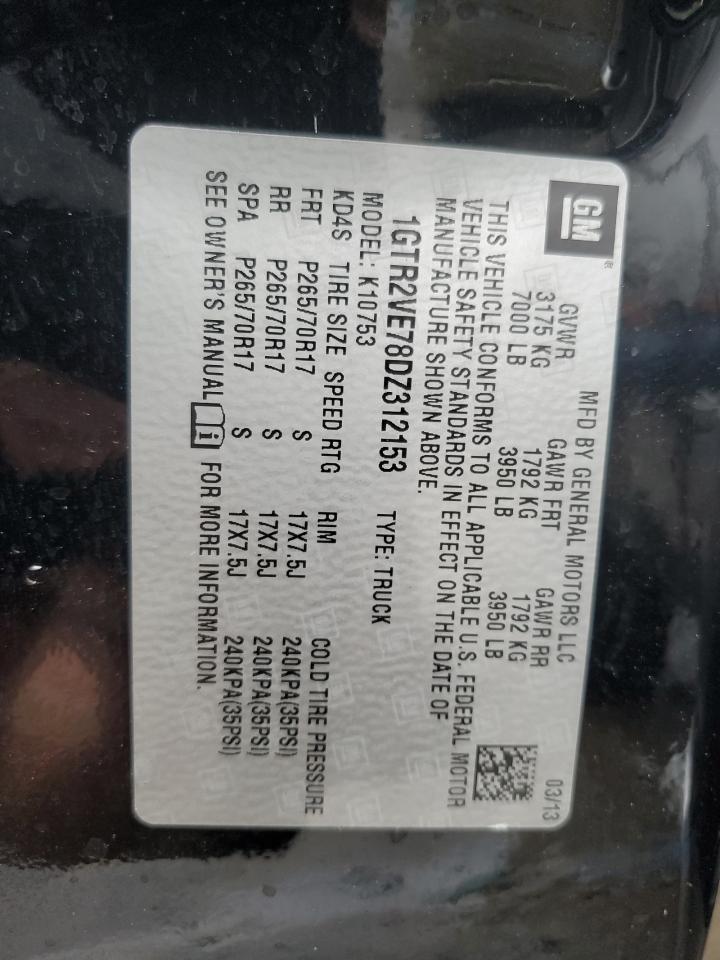 GM
MFD BY GENERAL MOTORS LLC 03/13
GVWR GAWR FRT GAWR RR
3175 KG 1792 KG 1792 KG
7000 LB 3950 LB 3950 LB
THIS VEHICLE CONFORMS TO ALL APPLICABLE U.S. FEDERAL MOTOR
VEHICLE SAFETY STANDARDS IN EFFECT ON THE DATE OF
MANUFACTURE SHOWN ABOVE.
1GTR2VE78DZ312153 TYPE: TRUCK
MODEL: K10753
KD4S TIRE SIZE SPEED RTG RIM COLD TIRE PRESSURE
FRT P265/70R17 S 17X7.5J 240KPA(35PSI)
RR P265/70R17 S 17X7.5J 240KPA(35PSI)
SPA P265/70R17 S 17X7.5J 240KPA(35PSI)
SEE OWNER'S MANUAL i FOR MORE INFORMATION.